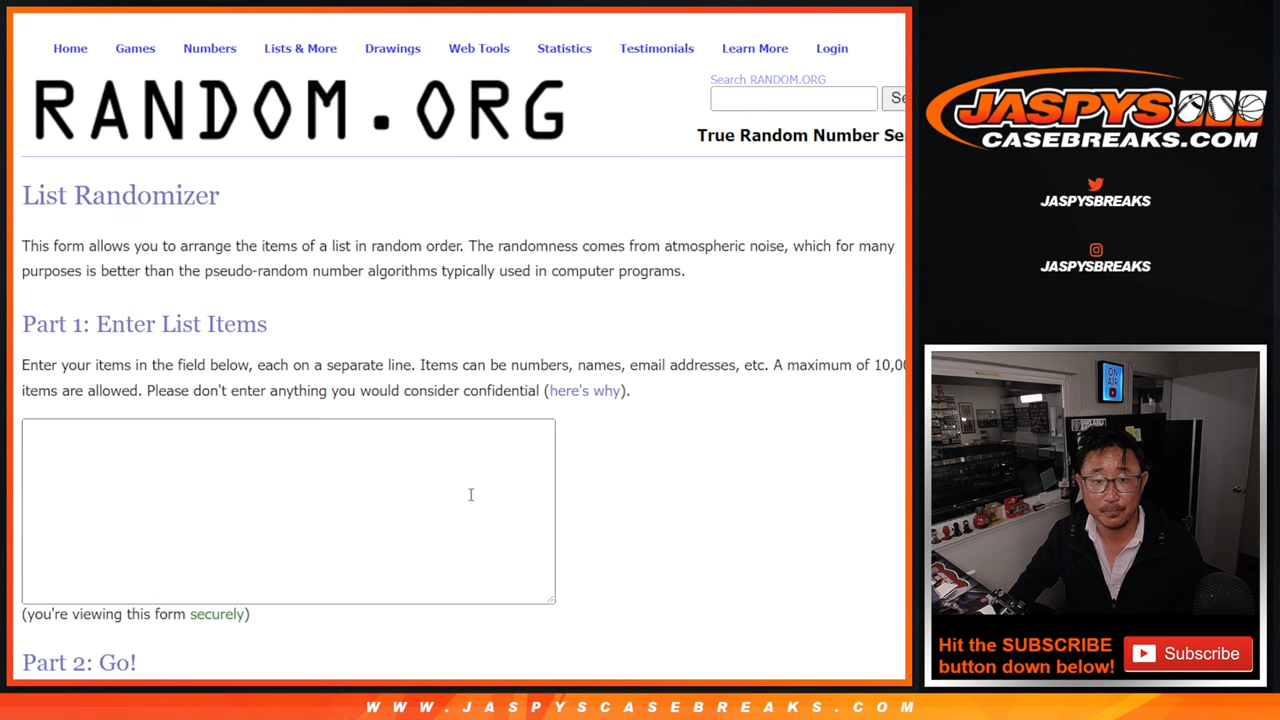 Home Games Numbers Lists & More Drawings Web Tools Statistics Testimonials Learn More Login
RANDOM.ORG
Search RANDOM.ORG
Se
True Random Number Se
List Randomizer
This form allows you to arrange the items of a list in random order. The randomness comes from atmospheric noise, which for many
purposes is better than the pseudo-random number algorithms typically used in computer programs.
Part 1: Enter List Items
Enter your items in the field below, each on a separate line. Items can be numbers, names, email addresses, etc. A maximum of 10,00
items are allowed. Please don't enter anything you would consider confidential (here's why).
(you're viewing this form securely)
Part 2: Go!
JASPYS
CASEBREAKS.COM
JASPYSBREAKS
JASPYSBREAKS
ON
AIR
Hit the SUBSCRIBE
button down below!
Subscribe
WWW.JASPYSCASEBREAKS.COM